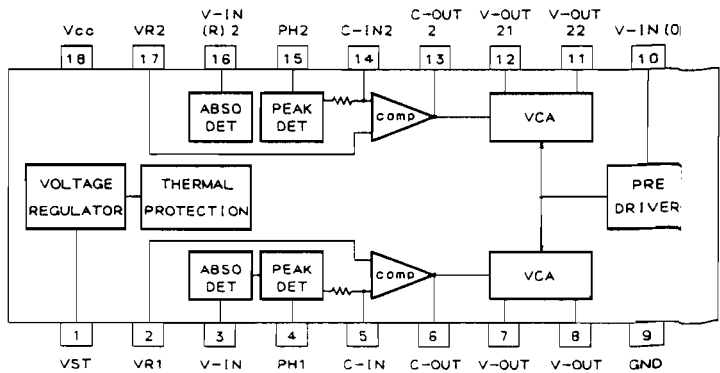 Vcc VR2 V-IN (R) 2 PH2 C-IN2 C-OUT 2 V-OUT 21 V-OUT 22 V-IN(0
18 17 16 15 14 13 12 11 10
ABSO DET
PEAK DET
comp
VCA
VOLTAGE REGULATOR
THERMAL PROTECTION
PRE DRIVER
ABSO DET
PEAK DET
comp
VCA
1 2 3 4 5 6 7 8 9
VST VR1 V-IN PH1 C-IN C-OUT V-OUT V-OUT GND